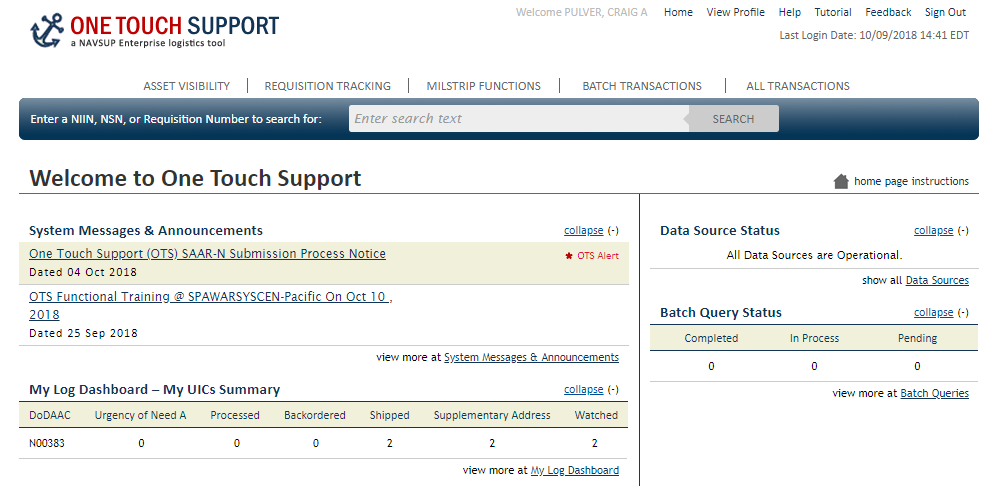 ONE TOUCH SUPPORT
a NAVSUP Enterprise logistics tool
Welcome PULVER, CRAIG A Home View Profile Help Tutorial Feedback Sign Out
Last Login Date: 10/09/2018 14:41 EDT
ASSET VISIBILITY REQUISITION TRACKING MILSTRIP FUNCTIONS BATCH TRANSACTIONS ALL TRANSACTIONS
Enter a NIIN, NSN, or Requisition Number to search for: Enter search text SEARCH
Welcome to One Touch Support
home page instructions
System Messages & Announcements collapse (-)
One Touch Support (OTS) SAAR-N Submission Process Notice ★ OTS Alert
Dated 04 Oct 2018
OTS Functional Training @ SPAWARSYSCEN-Pacific On Oct 10 ,
2018
Dated 25 Sep 2018
view more at System Messages & Announcements
My Log Dashboard – My UICs Summary collapse (-)
DoDAAC Urgency of Need A Processed Backordered Shipped Supplementary Address Watched
N00383 0 0 0 2 2 2
view more at My Log Dashboard
Data Source Status collapse (-)
All Data Sources are Operational.
show all Data Sources
Batch Query Status collapse (-)
Completed In Process Pending
0 0 0
view more at Batch Queries